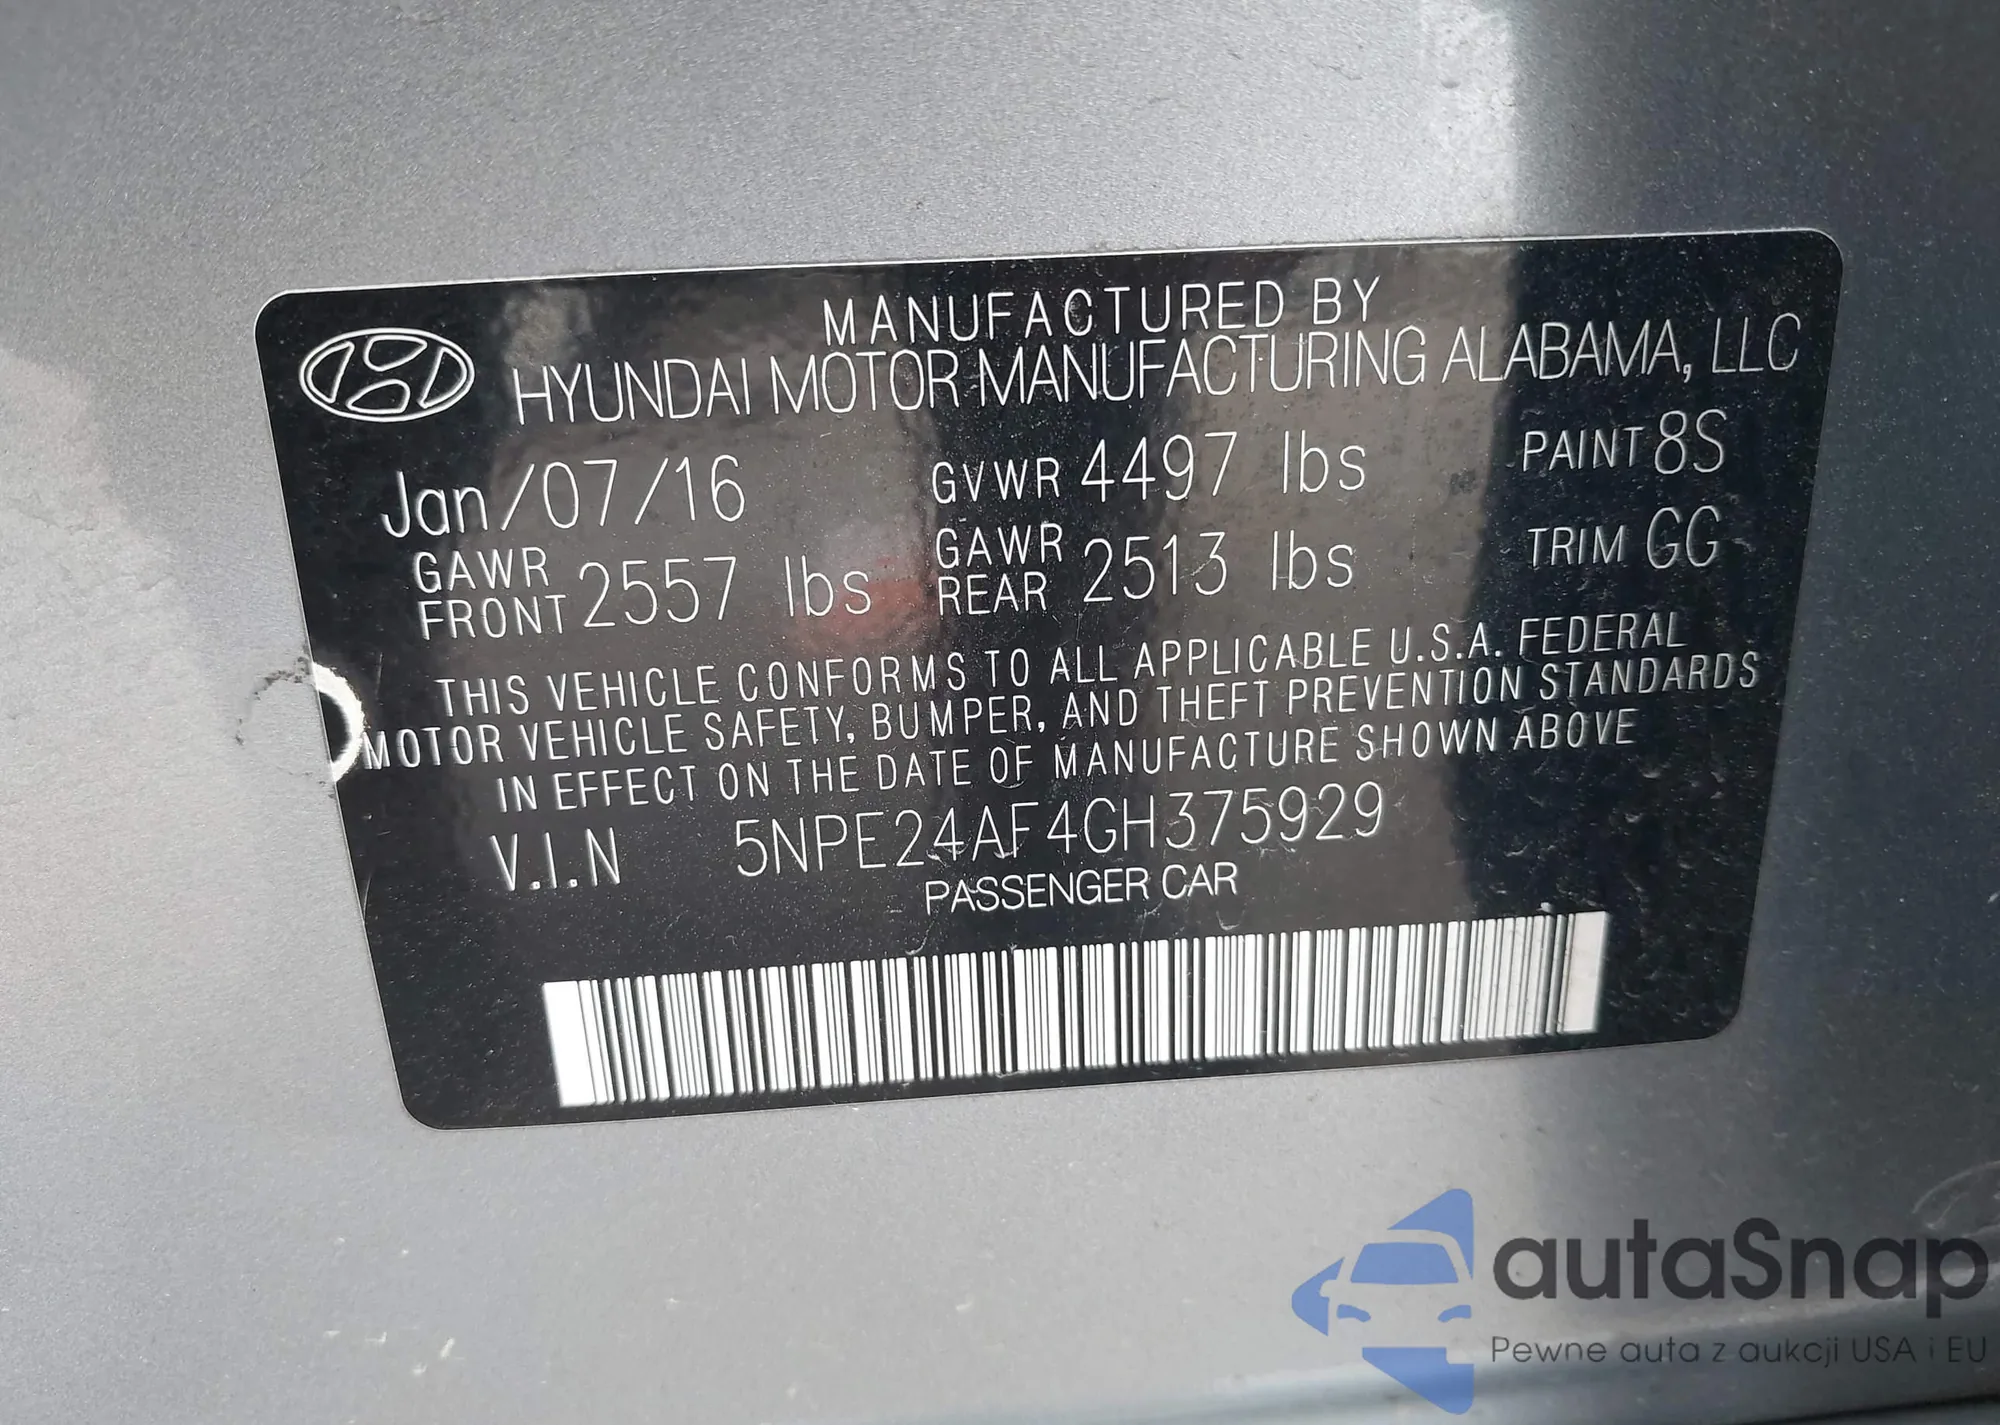 MANUFACTURED BY
HYUNDAI MOTOR MANUFACTURING ALABAMA, LLC
Jan/07/16 GVWR 4497 lbs PAINT 8S
GAWR FRONT 2557 lbs GAWR REAR 2513 lbs TRIM GG
THIS VEHICLE CONFORMS TO ALL APPLICABLE U.S.A. FEDERAL
MOTOR VEHICLE SAFETY, BUMPER, AND THEFT PREVENTION STANDARDS
IN EFFECT ON THE DATE OF MANUFACTURE SHOWN ABOVE
V.I.N 5NPE24AF4GH375929
PASSENGER CAR
autaSnap
Pewne auta z aukcji USA i EU